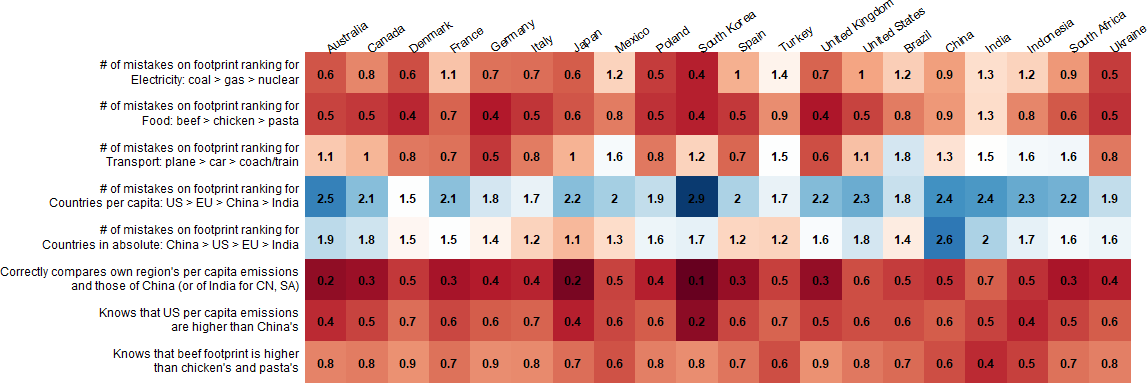 Australia Canada Denmark France Germany Italy Japan Mexico Poland South Korea Spain Turkey United Kingdom United States Brazil China India Indonesia South Africa Ukraine
# of mistakes on footprint ranking for
Electricity: coal > gas > nuclear
0.6 0.8 0.6 1.1 0.7 0.7 0.6 1.2 0.5 0.4 1 1.4 0.7 1 1.2 0.9 1.3 1.2 0.9 0.5
# of mistakes on footprint ranking for
Food: beef > chicken > pasta
0.5 0.5 0.4 0.7 0.4 0.5 0.6 0.8 0.5 0.4 0.5 0.9 0.4 0.5 0.8 0.9 1.3 0.8 0.6 0.5
# of mistakes on footprint ranking for
Transport: plane > car > coach/train
1.1 1 0.8 0.7 0.5 0.8 1 1.6 0.8 1.2 0.7 1.5 0.6 1.1 1.8 1.3 1.5 1.6 1.6 0.8
# of mistakes on footprint ranking for
Countries per capita: US > EU > China > India
2.5 2.1 1.5 2.1 1.8 1.7 2.2 2 1.9 2.9 2 1.7 2.2 2.3 1.8 2.4 2.4 2.3 2.2 1.9
# of mistakes on footprint ranking for
Countries in absolute: China > US > EU > India
1.9 1.8 1.5 1.5 1.4 1.2 1.1 1.3 1.6 1.7 1.2 1.2 1.6 1.8 1.4 2.6 2 1.7 1.6 1.6
Correctly compares own region's per capita emissions
and those of China (or of India for CN, SA)
0.2 0.3 0.5 0.3 0.4 0.4 0.2 0.5 0.4 0.1 0.3 0.5 0.3 0.6 0.5 0.5 0.7 0.5 0.3 0.4
Knows that US per capita emissions
are higher than China's
0.4 0.5 0.7 0.6 0.6 0.7 0.4 0.6 0.6 0.2 0.6 0.7 0.5 0.6 0.6 0.6 0.5 0.4 0.5 0.6
Knows that beef footprint is higher
than chicken's and pasta's
0.8 0.8 0.9 0.7 0.9 0.8 0.7 0.6 0.8 0.8 0.7 0.6 0.9 0.8 0.7 0.6 0.4 0.5 0.7 0.8